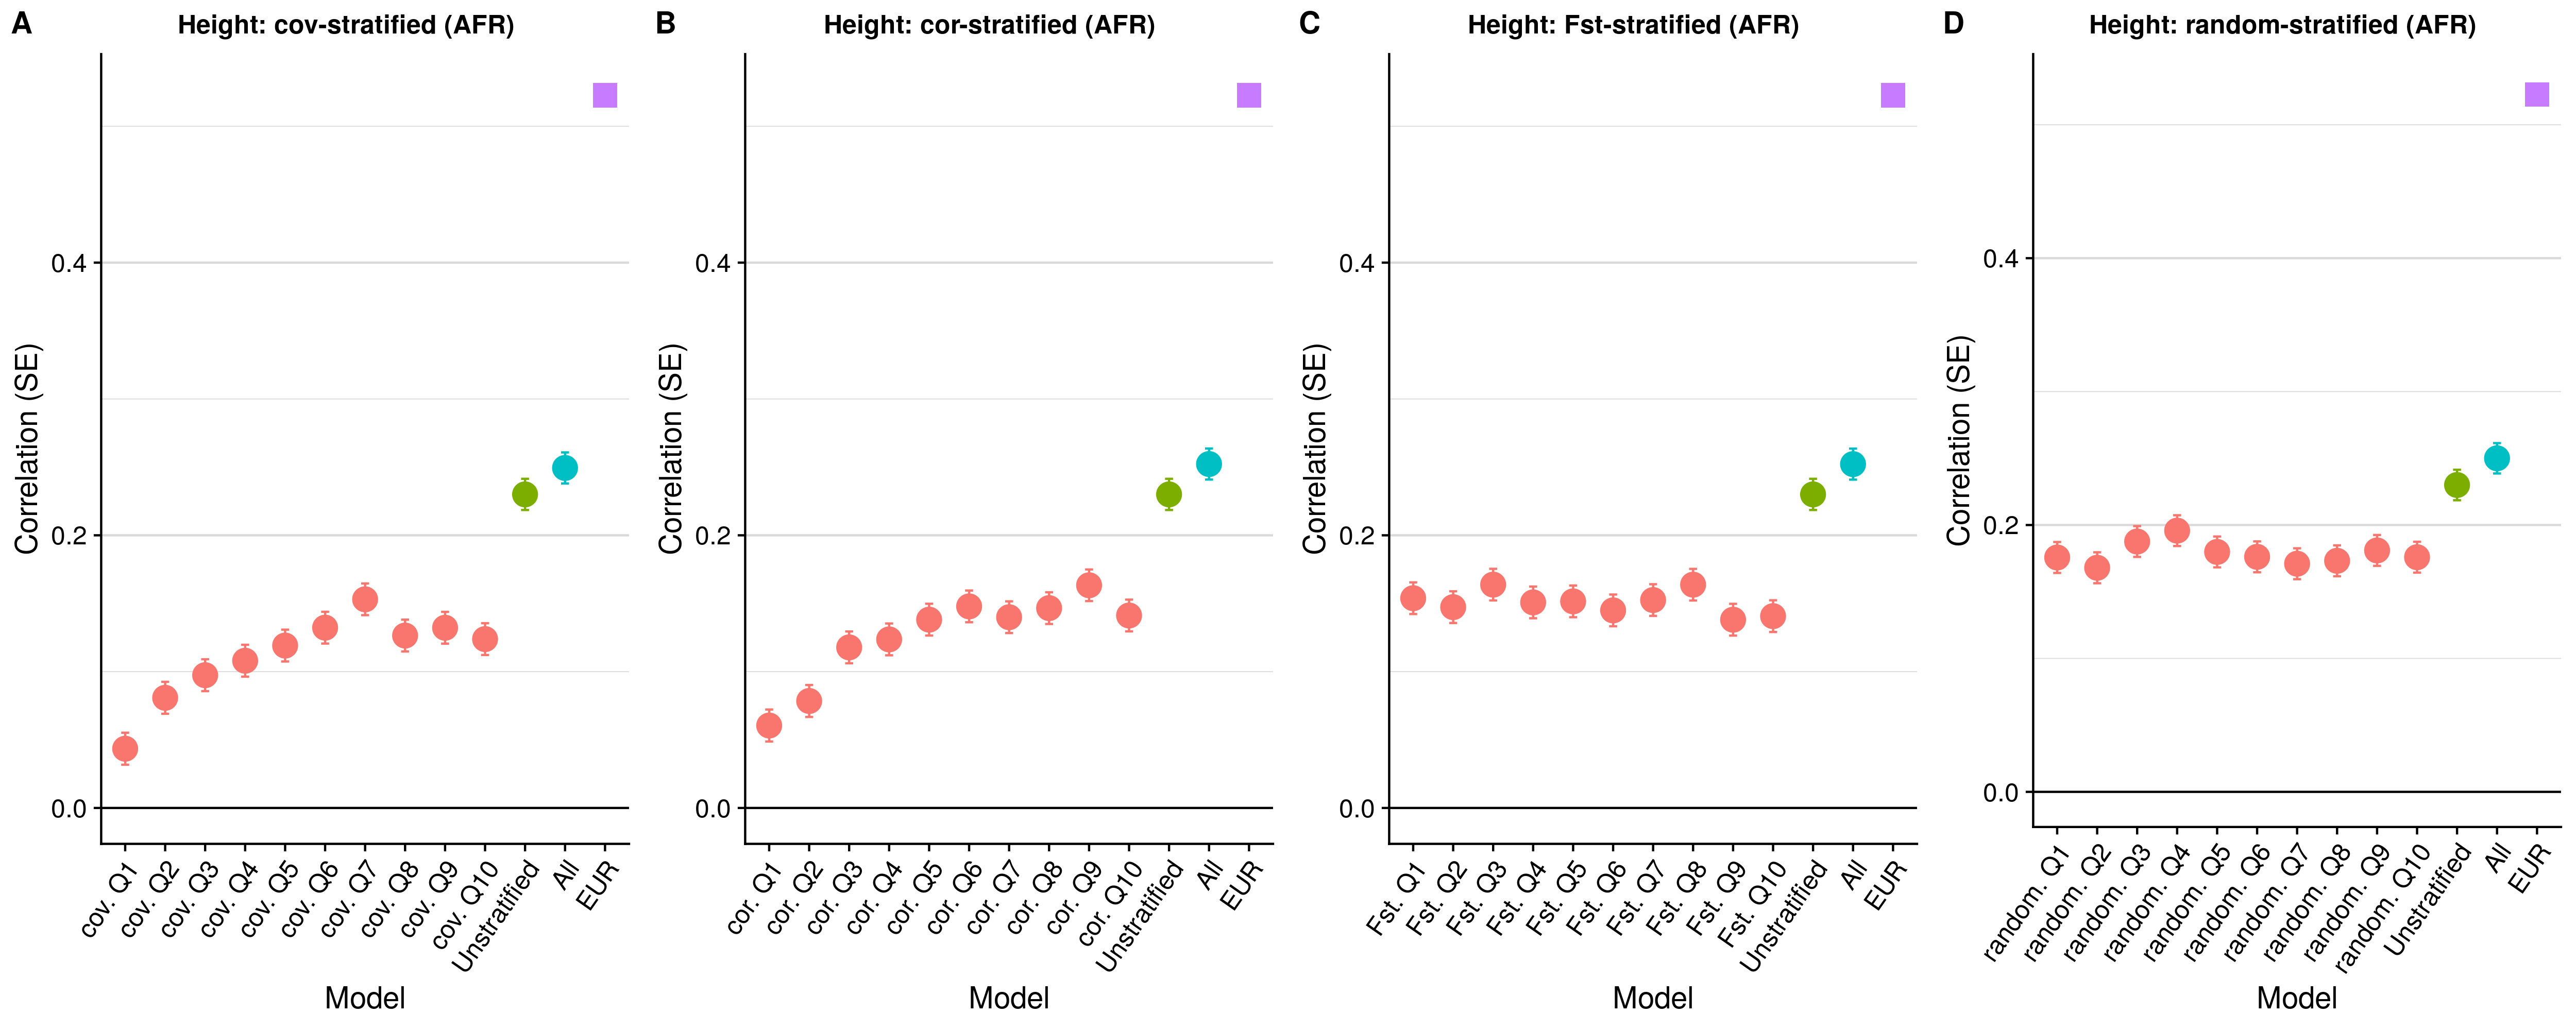 A
Height: cov-stratified (AFR)
Correlation (SE)
0.4
0.2
0.0
cov. Q1
cov. Q2
cov. Q3
cov. Q4
cov. Q5
cov. Q6
cov. Q7
cov. Q8
cov. Q9
cov. Q10
Unstratified
All
EUR
Model
B
Height: cor-stratified (AFR)
Correlation (SE)
0.4
0.2
0.0
cor. Q1
cor. Q2
cor. Q3
cor. Q4
cor. Q5
cor. Q6
cor. Q7
cor. Q8
cor. Q9
cor. Q10
Unstratified
All
EUR
Model
C
Height: Fst-stratified (AFR)
Correlation (SE)
0.4
0.2
0.0
Fst. Q1
Fst. Q2
Fst. Q3
Fst. Q4
Fst. Q5
Fst. Q6
Fst. Q7
Fst. Q8
Fst. Q9
Fst. Q10
Unstratified
All
EUR
Model
D
Height: random-stratified (AFR)
Correlation (SE)
0.4
0.2
0.0
random. Q1
random. Q2
random. Q3
random. Q4
random. Q5
random. Q6
random. Q7
random. Q8
random. Q9
random. Q10
Unstratified
All
EUR
Model